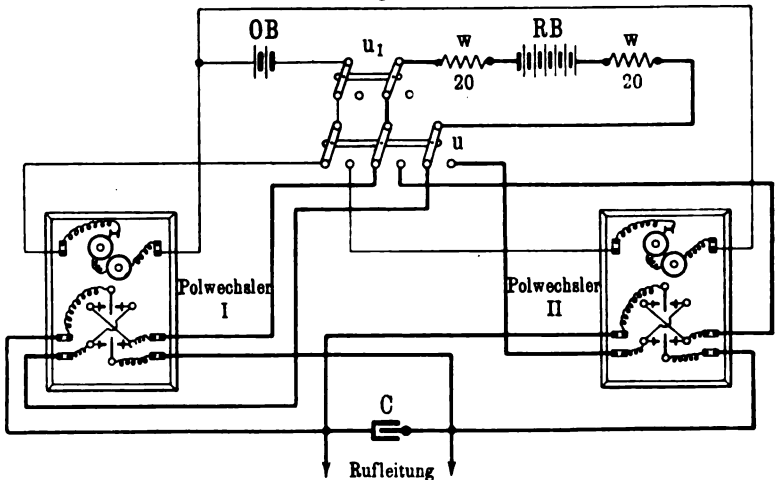 OB
u₁
w
20
RB
w
20
u
Polwechsler
I
Polwechsler
II
C
Rufleitung